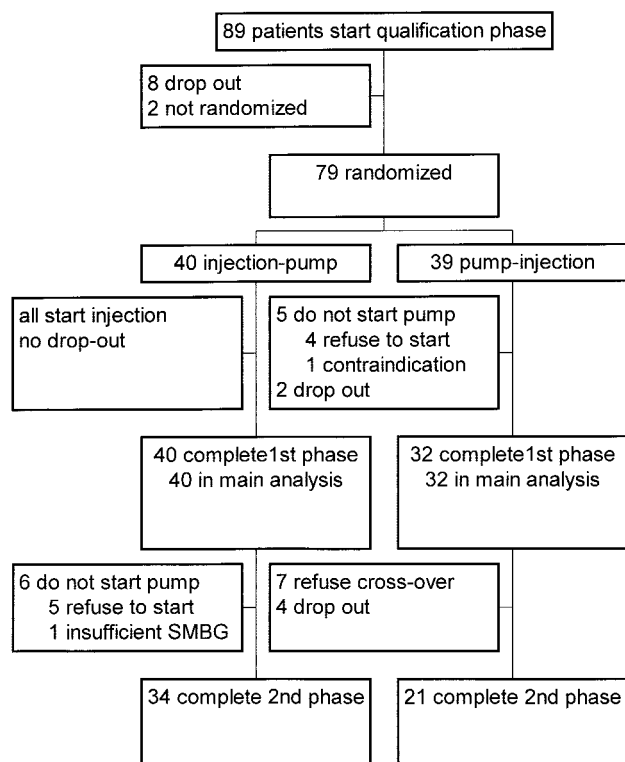 89 patients start qualification phase
8 drop out
2 not randomized
79 randomized
40 injection-pump
39 pump-injection
all start injection
no drop-out
5 do not start pump
4 refuse to start
1 contraindication
2 drop out
40 complete1st phase
40 in main analysis
32 complete1st phase
32 in main analysis
6 do not start pump
5 refuse to start
1 insufficient SMBG
7 refuse cross-over
4 drop out
34 complete 2nd phase
21 complete 2nd phase